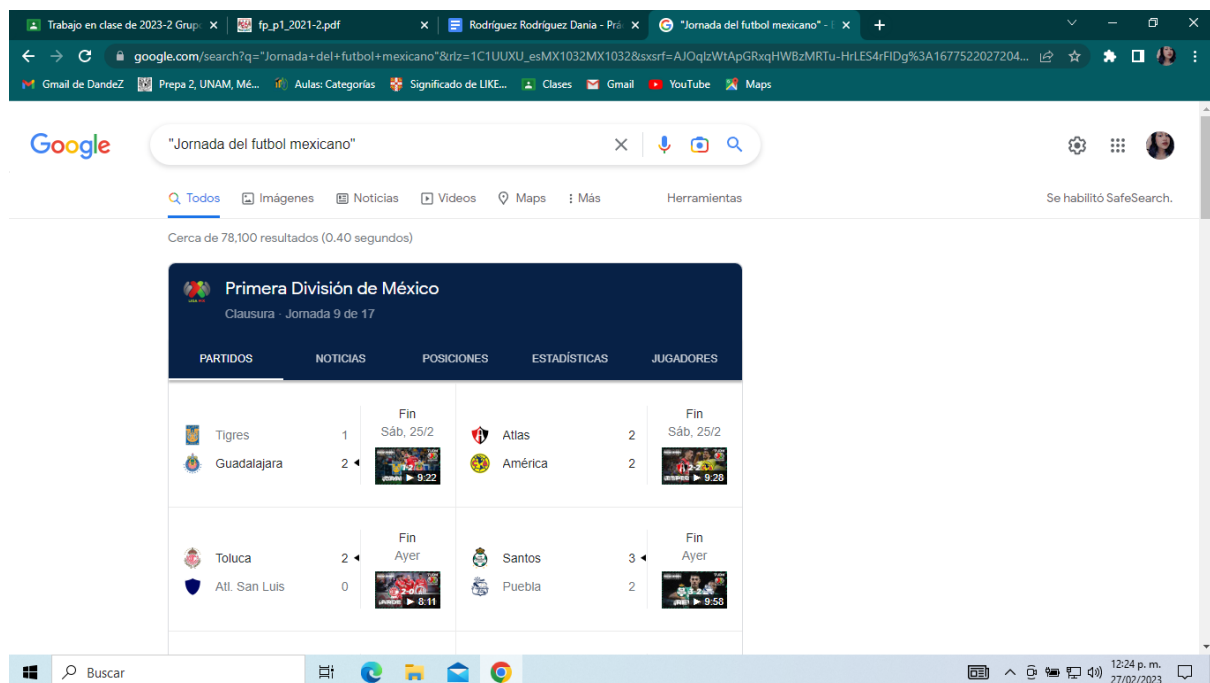 Trabajo en clase de 2023-2 Grup
fp_p1_2021-2.pdf
Rodríguez Rodríguez Dania - Prá
"Jornada del futbol mexicano" -
google.com/search?q="Jornada+del+futbol+mexicano"&rlz=1C1UUXU_esMX1032MX1032&sxsrf=AJOqlzWtApGRxqHWBzMRTu-HrLES4rFIDg%3A1677522027204...
Gmail de DandeZ Prepa 2, UNAM, Mé... Aulas: Categorías Significado de LIKE... Clases Gmail YouTube Maps
Google
"Jornada del futbol mexicano"
Todos Imágenes Noticias Videos Maps Más Herramientas
Se habilitó SafeSearch.
Cerca de 78,100 resultados (0.40 segundos)
Primera División de México
Clausura · Jornada 9 de 17
PARTIDOS NOTICIAS POSICIONES ESTADÍSTICAS JUGADORES
Tigres 1
Guadalajara 2
Fin
Sáb, 25/2
9:22
Atlas 2
América 2
Fin
Sáb, 25/2
9:28
Toluca 2
Atl. San Luis 0
Fin
Ayer
8:11
Santos 3
Puebla 2
Fin
Ayer
9:58
Buscar
12:24 p. m.
27/02/2023